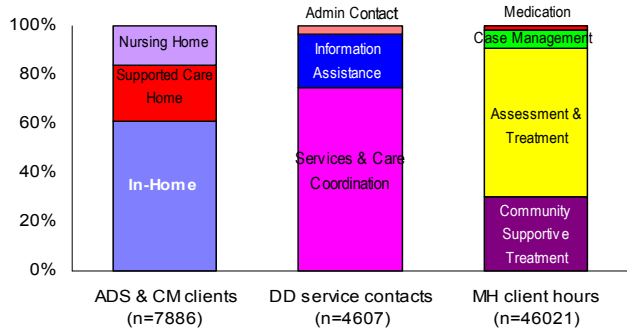 100%
80%
60%
40%
20%
0%
Nursing Home
Supported Care
Home
In-Home
Admin Contact
Information
Assistance
Services & Care
Coordination
Medication
Case Management
Assessment &
Treatment
Community
Supportive
Treatment
ADS & CM clients
(n=7886)
DD service contacts
(n=4607)
MH client hours
(n=46021)